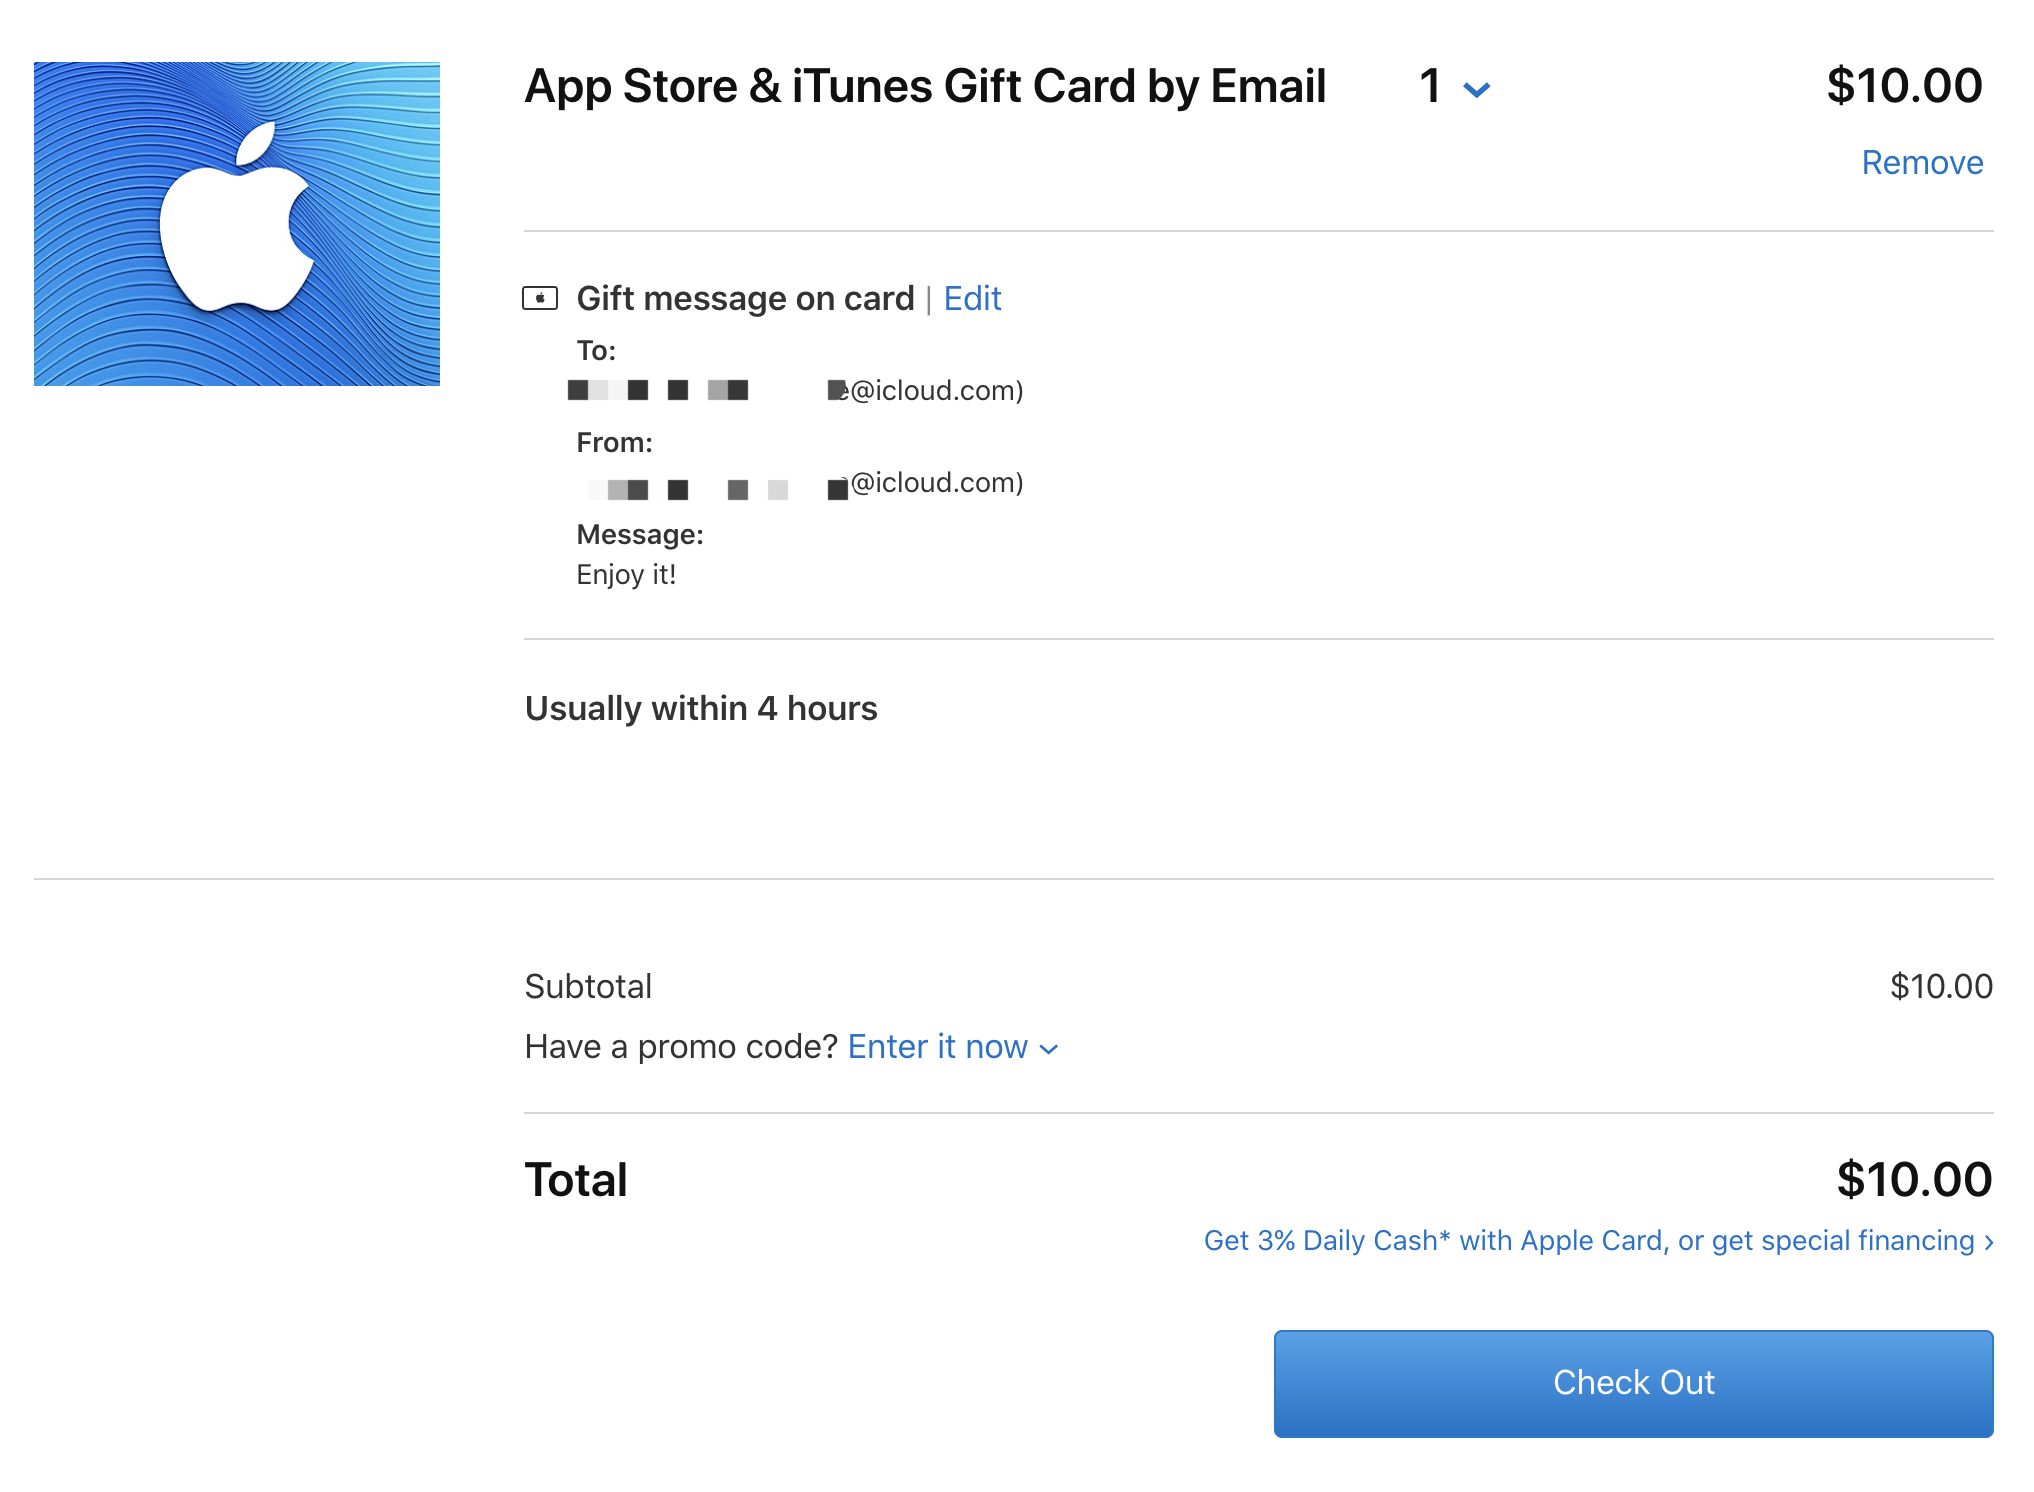 App Store & iTunes Gift Card by Email 1 $10.00
Remove
Gift message on card | Edit
To:
@icloud.com)
From:
@icloud.com)
Message:
Enjoy it!
Usually within 4 hours
Subtotal $10.00
Have a promo code? Enter it now
Total $10.00
Get 3% Daily Cash* with Apple Card, or get special financing ›
Check Out